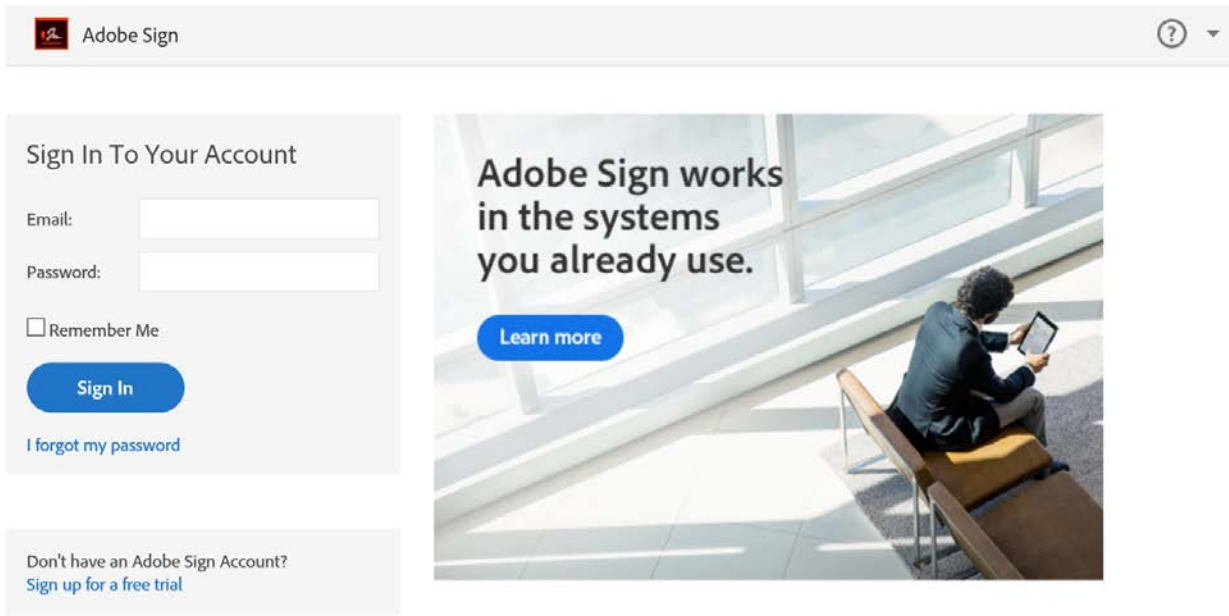 Adobe Sign
Sign In To Your Account
Email:
Password:
Remember Me
Sign In
I forgot my password
Don't have an Adobe Sign Account?
Sign up for a free trial
Adobe Sign works
in the systems
you already use.
Learn more